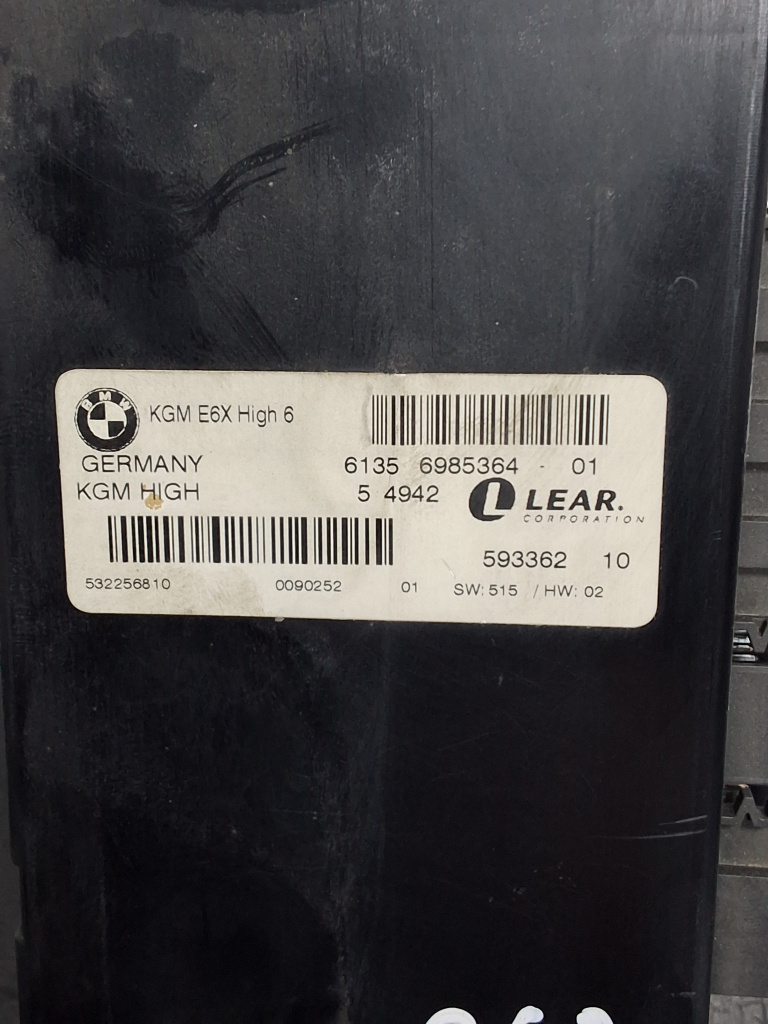 BMW
KGM E6X High 6
GERMANY 6135 6985364 - 01
KGM HIGH 5 4942 LEAR.
CORPORATION
593362 10
532256810 0090252 01 SW: 515 / HW: 02